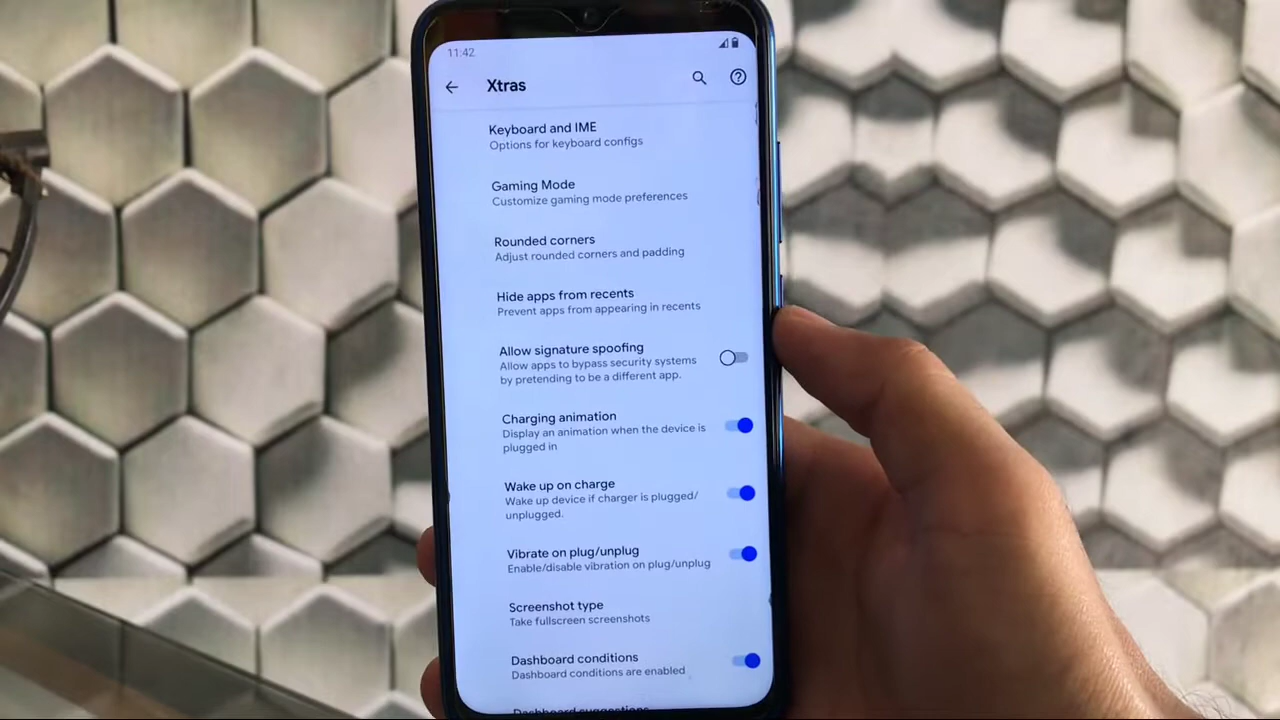 11:42
Xtras
Keyboard and IME
Options for keyboard configs
Gaming Mode
Customize gaming mode preferences
Rounded corners
Adjust rounded corners and padding
Hide apps from recents
Prevent apps from appearing in recents
Allow signature spoofing
Allow apps to bypass security systems
by pretending to be a different app.
Charging animation
Display an animation when the device is
plugged in
Wake up on charge
Wake up device if charger is plugged/
unplugged.
Vibrate on plug/unplug
Enable/disable vibration on plug/unplug
Screenshot type
Take fullscreen screenshots
Dashboard conditions
Dashboard conditions are enabled
Dashboard suggestions